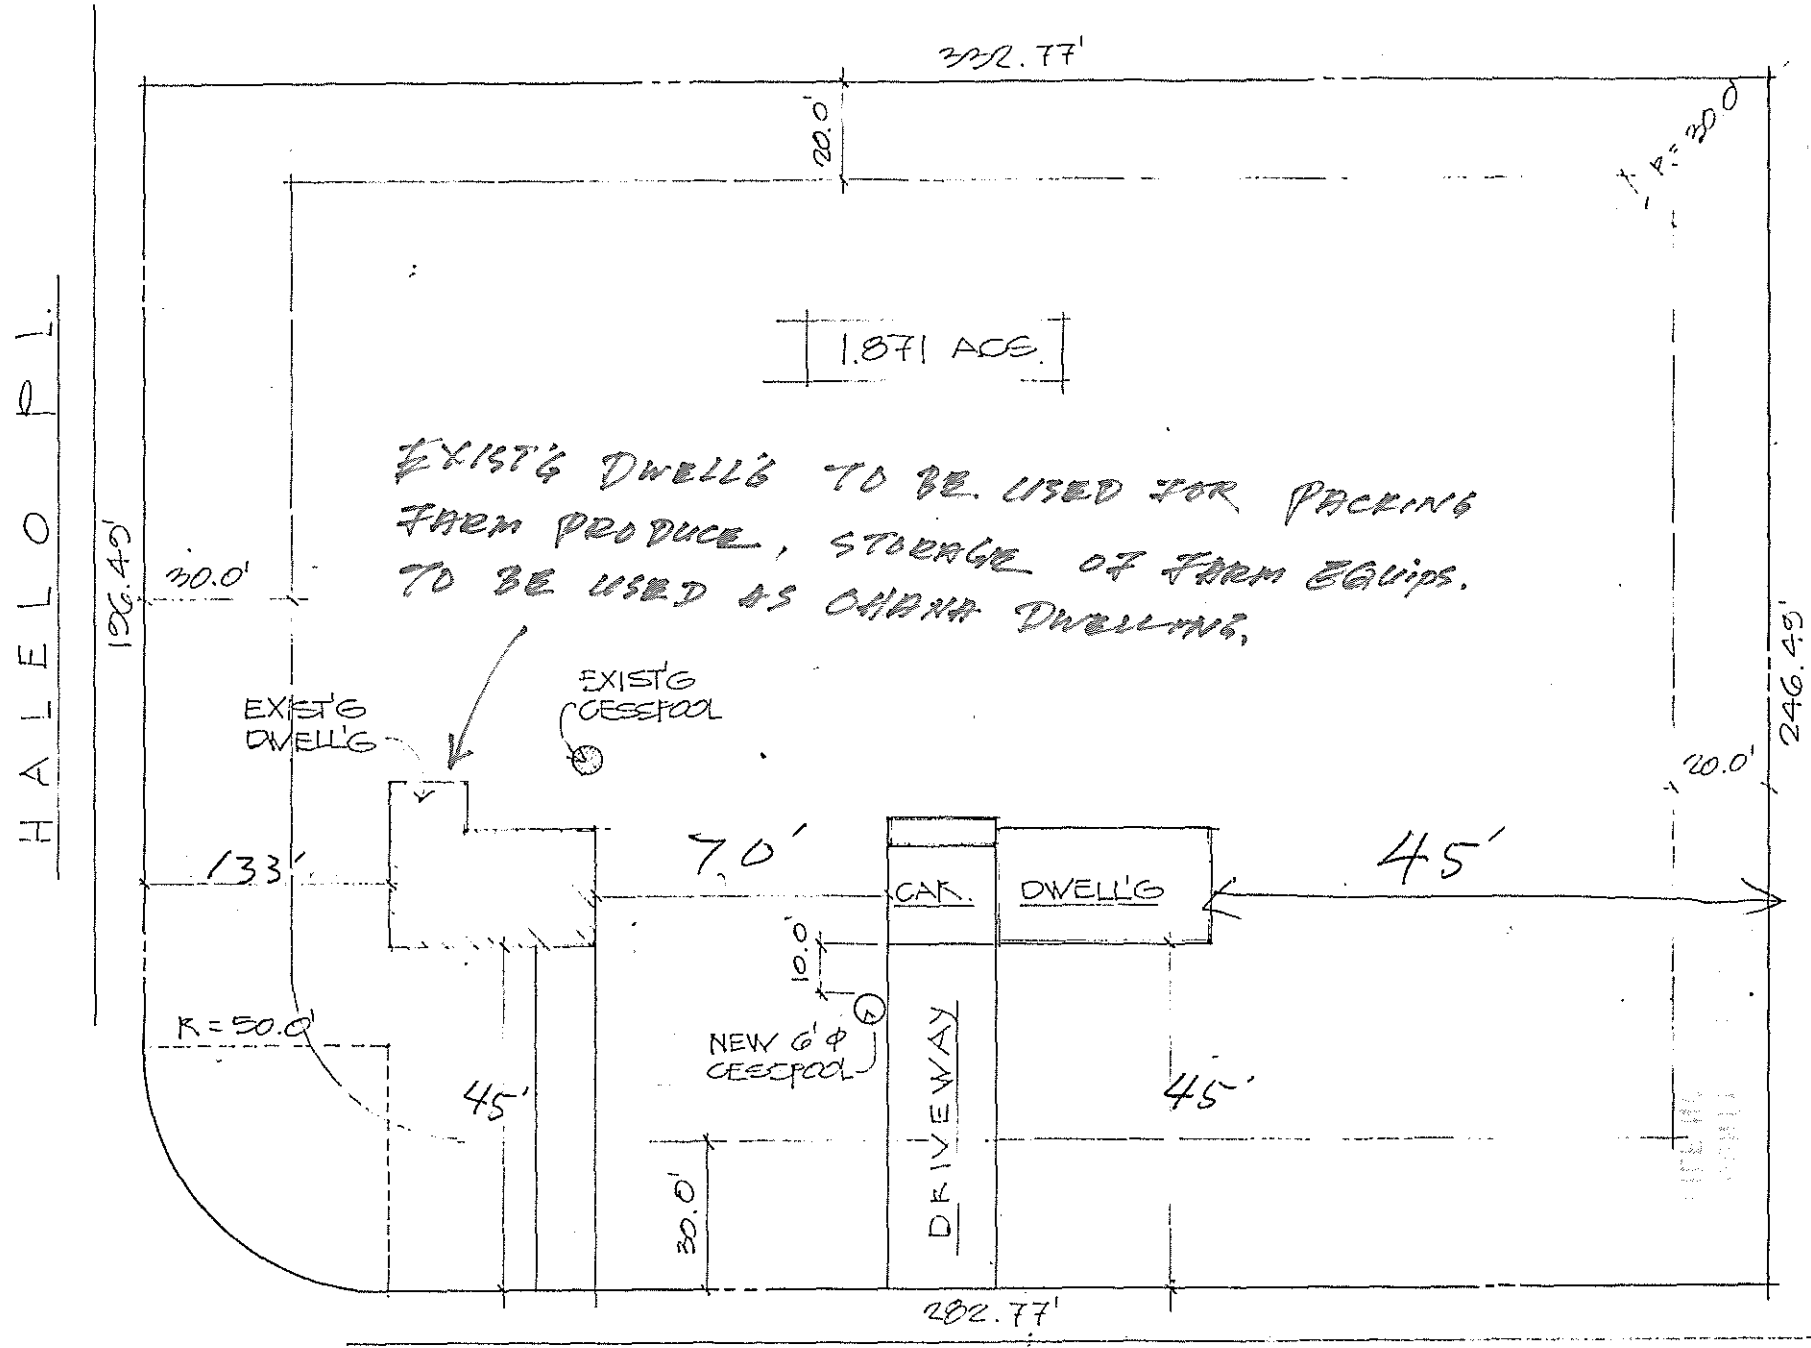 332.77'
20.0'
R=30.0
1.871 ACS.
HALELO PL.
196.49'
30.0'
EXIST'G DWELL'G TO BE USED FOR PACKING
FARM PRODUCE, STORAGE OF FARM EQUIPS.
TO BE USED AS OHANA DWELLING.
EXIST'G
DWELL'G
EXIST'G
CESSPOOL
246.49'
20.0'
133'
70'
CAR.
DWELL'G
45'
10.0'
R=50.0'
NEW 6' Φ
CESSPOOL
DRIVEWAY
45'
45'
30.0'
282.77'